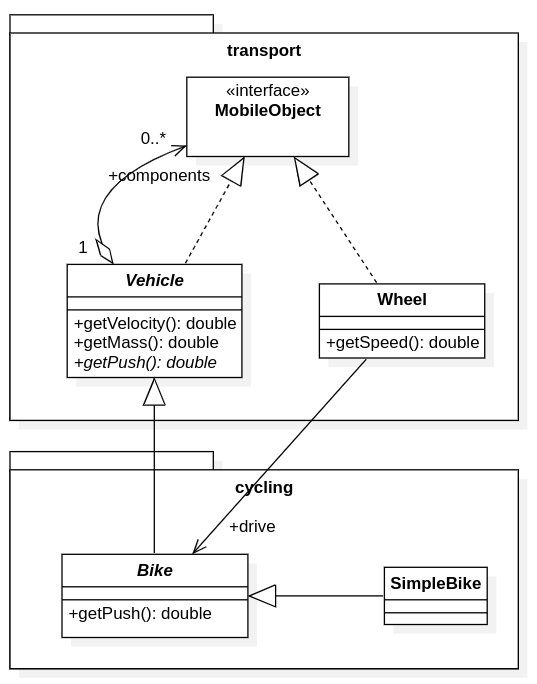 transport
«interface»
MobileObject
0..*
+components
1
Vehicle
+getVelocity(): double
+getMass(): double
+getPush(): double
Wheel
+getSpeed(): double
cycling
+drive
Bike
+getPush(): double
SimpleBike